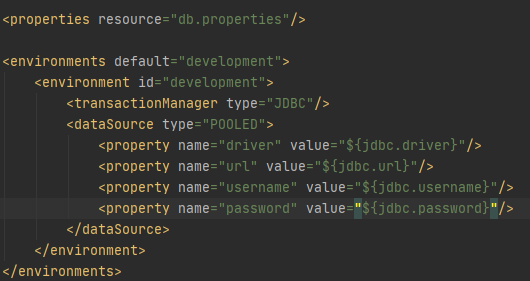 <properties resource="db.properties"/>
<environments default="development">
<environment id="development">
<transactionManager type="JDBC"/>
<dataSource type="POOLED">
<property name="driver" value="${jdbc.driver}"/>
<property name="url" value="${jdbc.url}"/>
<property name="username" value="${jdbc.username}"/>
<property name="password" value="${jdbc.password}"/>
</dataSource>
</environment>
</environments>